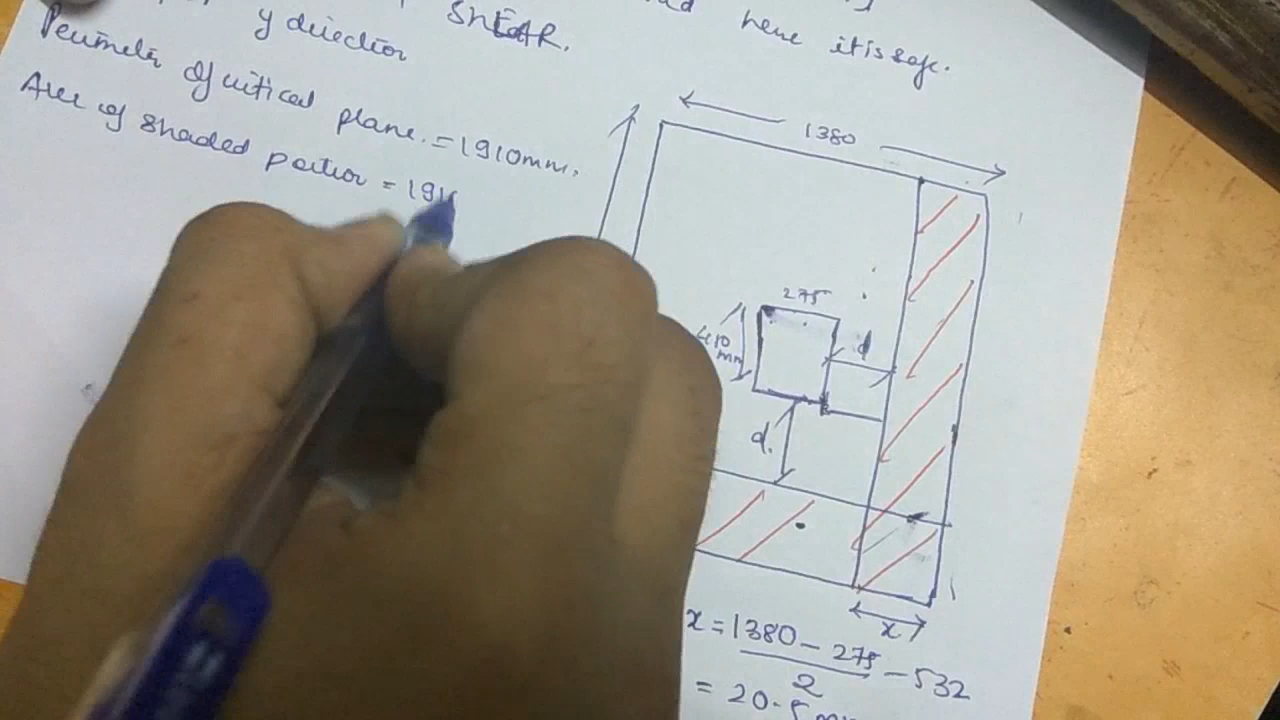 SHEAR.
here it is safe.
y direction
Perimeter of critical plane. = 1910mm.
Area of shaded portion = 191
1380
275
410
mm
d
d.
x
x = 1380 - 275 - 532
2
= 20.5 mm